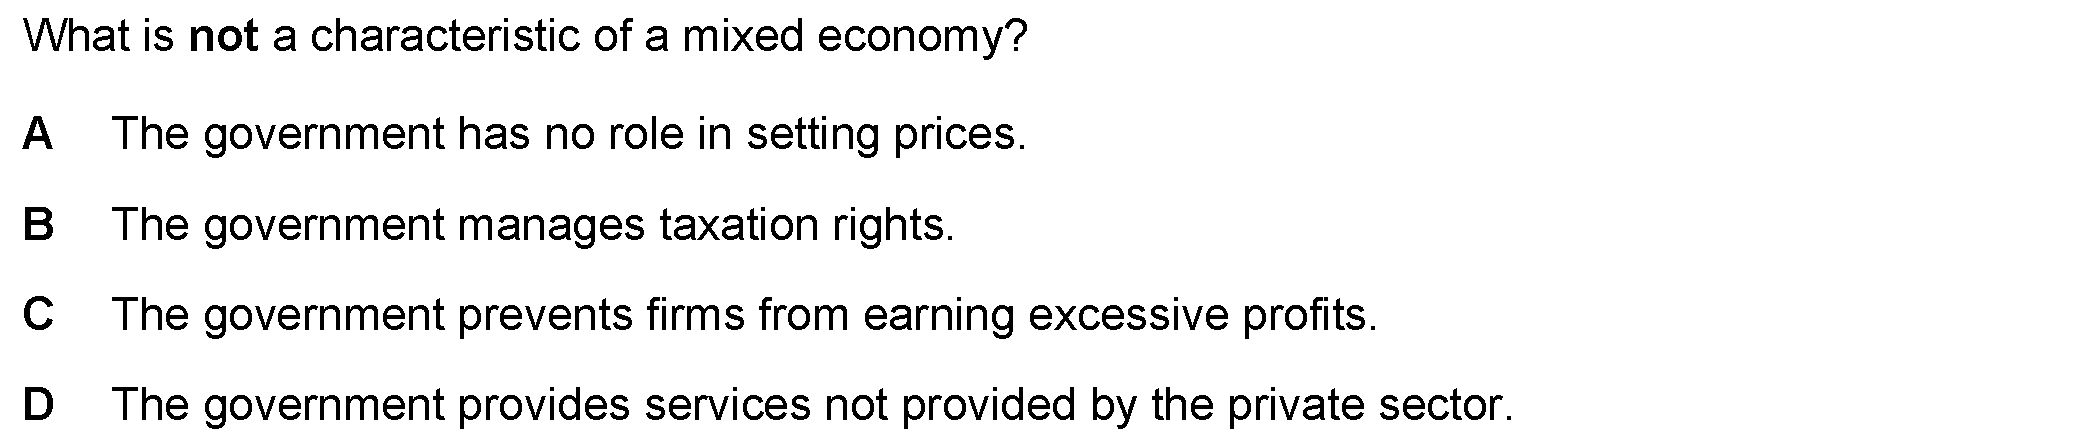 What is not a characteristic of a mixed economy?
A The government has no role in setting prices.
B The government manages taxation rights.
C The government prevents firms from earning excessive profits.
D The government provides services not provided by the private sector.